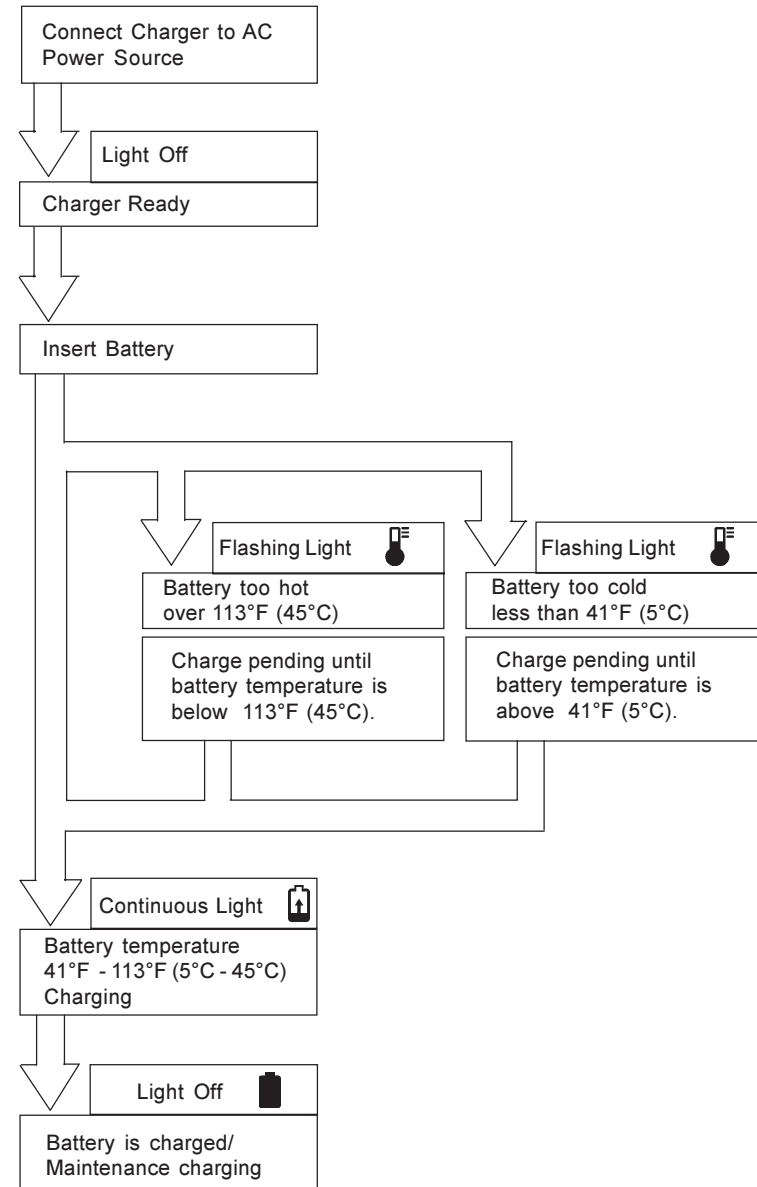 Connect Charger to AC
Power Source
Light Off
Charger Ready
Insert Battery
Flashing Light
Battery too hot
over 113°F (45°C)
Charge pending until
battery temperature is
below 113°F (45°C).
Flashing Light
Battery too cold
less than 41°F (5°C)
Charge pending until
battery temperature is
above 41°F (5°C).
Continuous Light
Battery temperature
41°F - 113°F (5°C - 45°C)
Charging
Light Off
Battery is charged/
Maintenance charging